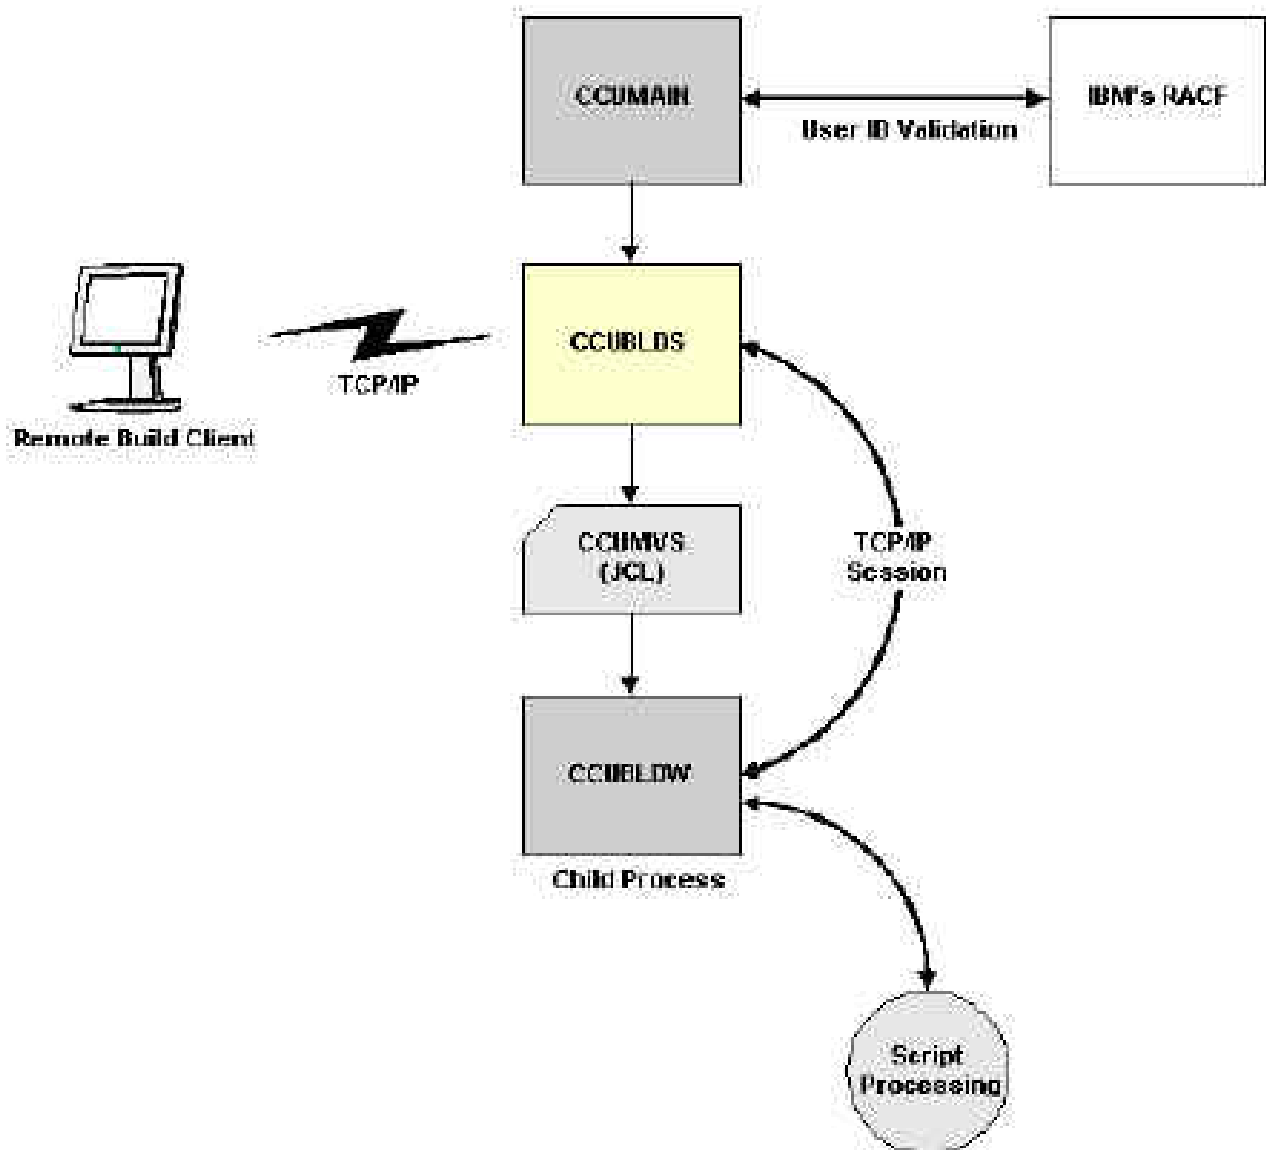 CCUMAIN
IBM's RACF
User ID Validation
CCUBLDS
TCP/IP
Remote Build Client
CCUMVS
(JCL)
TCP/IP
Session
CCUBLDW
Child Process
Script
Processing